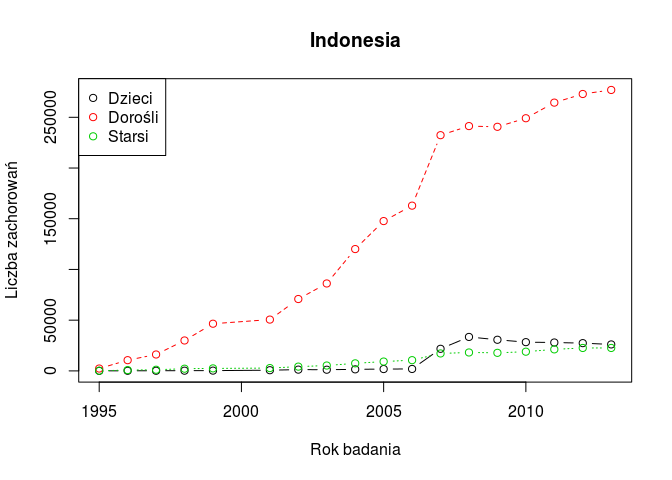 Indonesia
Dzieci
Dorośli
Starsi
Liczba zachorowań
250000
150000
50000
0
1995
2000
2005
2010
Rok badania